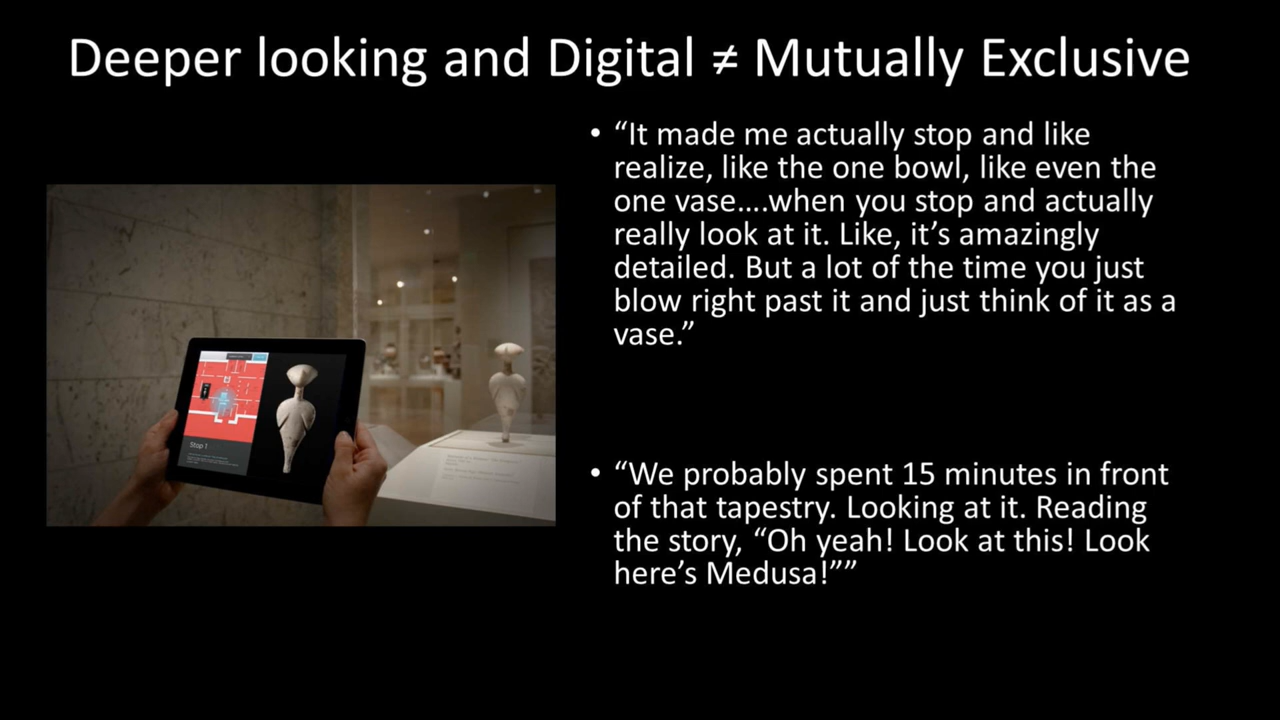 Deeper looking and Digital ≠ Mutually Exclusive
• “It made me actually stop and like
realize, like the one bowl, like even the
one vase....when you stop and actually
really look at it. Like, it’s amazingly
detailed. But a lot of the time you just
blow right past it and just think of it as a
vase.”
Stop 1
• “We probably spent 15 minutes in front
of that tapestry. Looking at it. Reading
the story, “Oh yeah! Look at this! Look
here’s Medusa!””